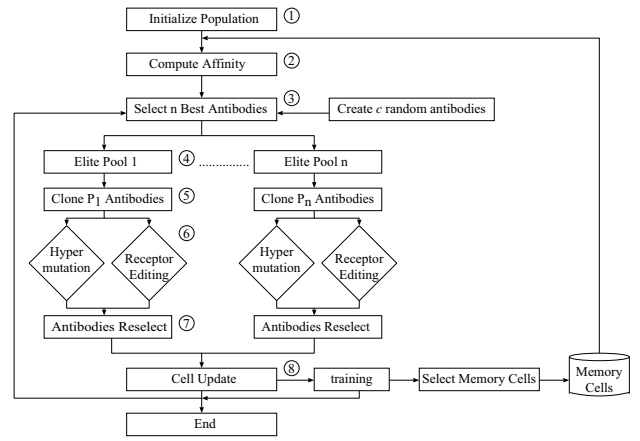 Initialize Population ①
Compute Affinity ②
Select n Best Antibodies ③
Create c random antibodies
Elite Pool 1 ④ ............... Elite Pool n
Clone P1 Antibodies ⑤
Clone Pn Antibodies
Hyper
mutation
Receptor
Editing
⑥
Hyper
mutation
Receptor
Editing
Antibodies Reselect ⑦
Antibodies Reselect
Cell Update ⑧
training
Select Memory Cells
Memory
Cells
End